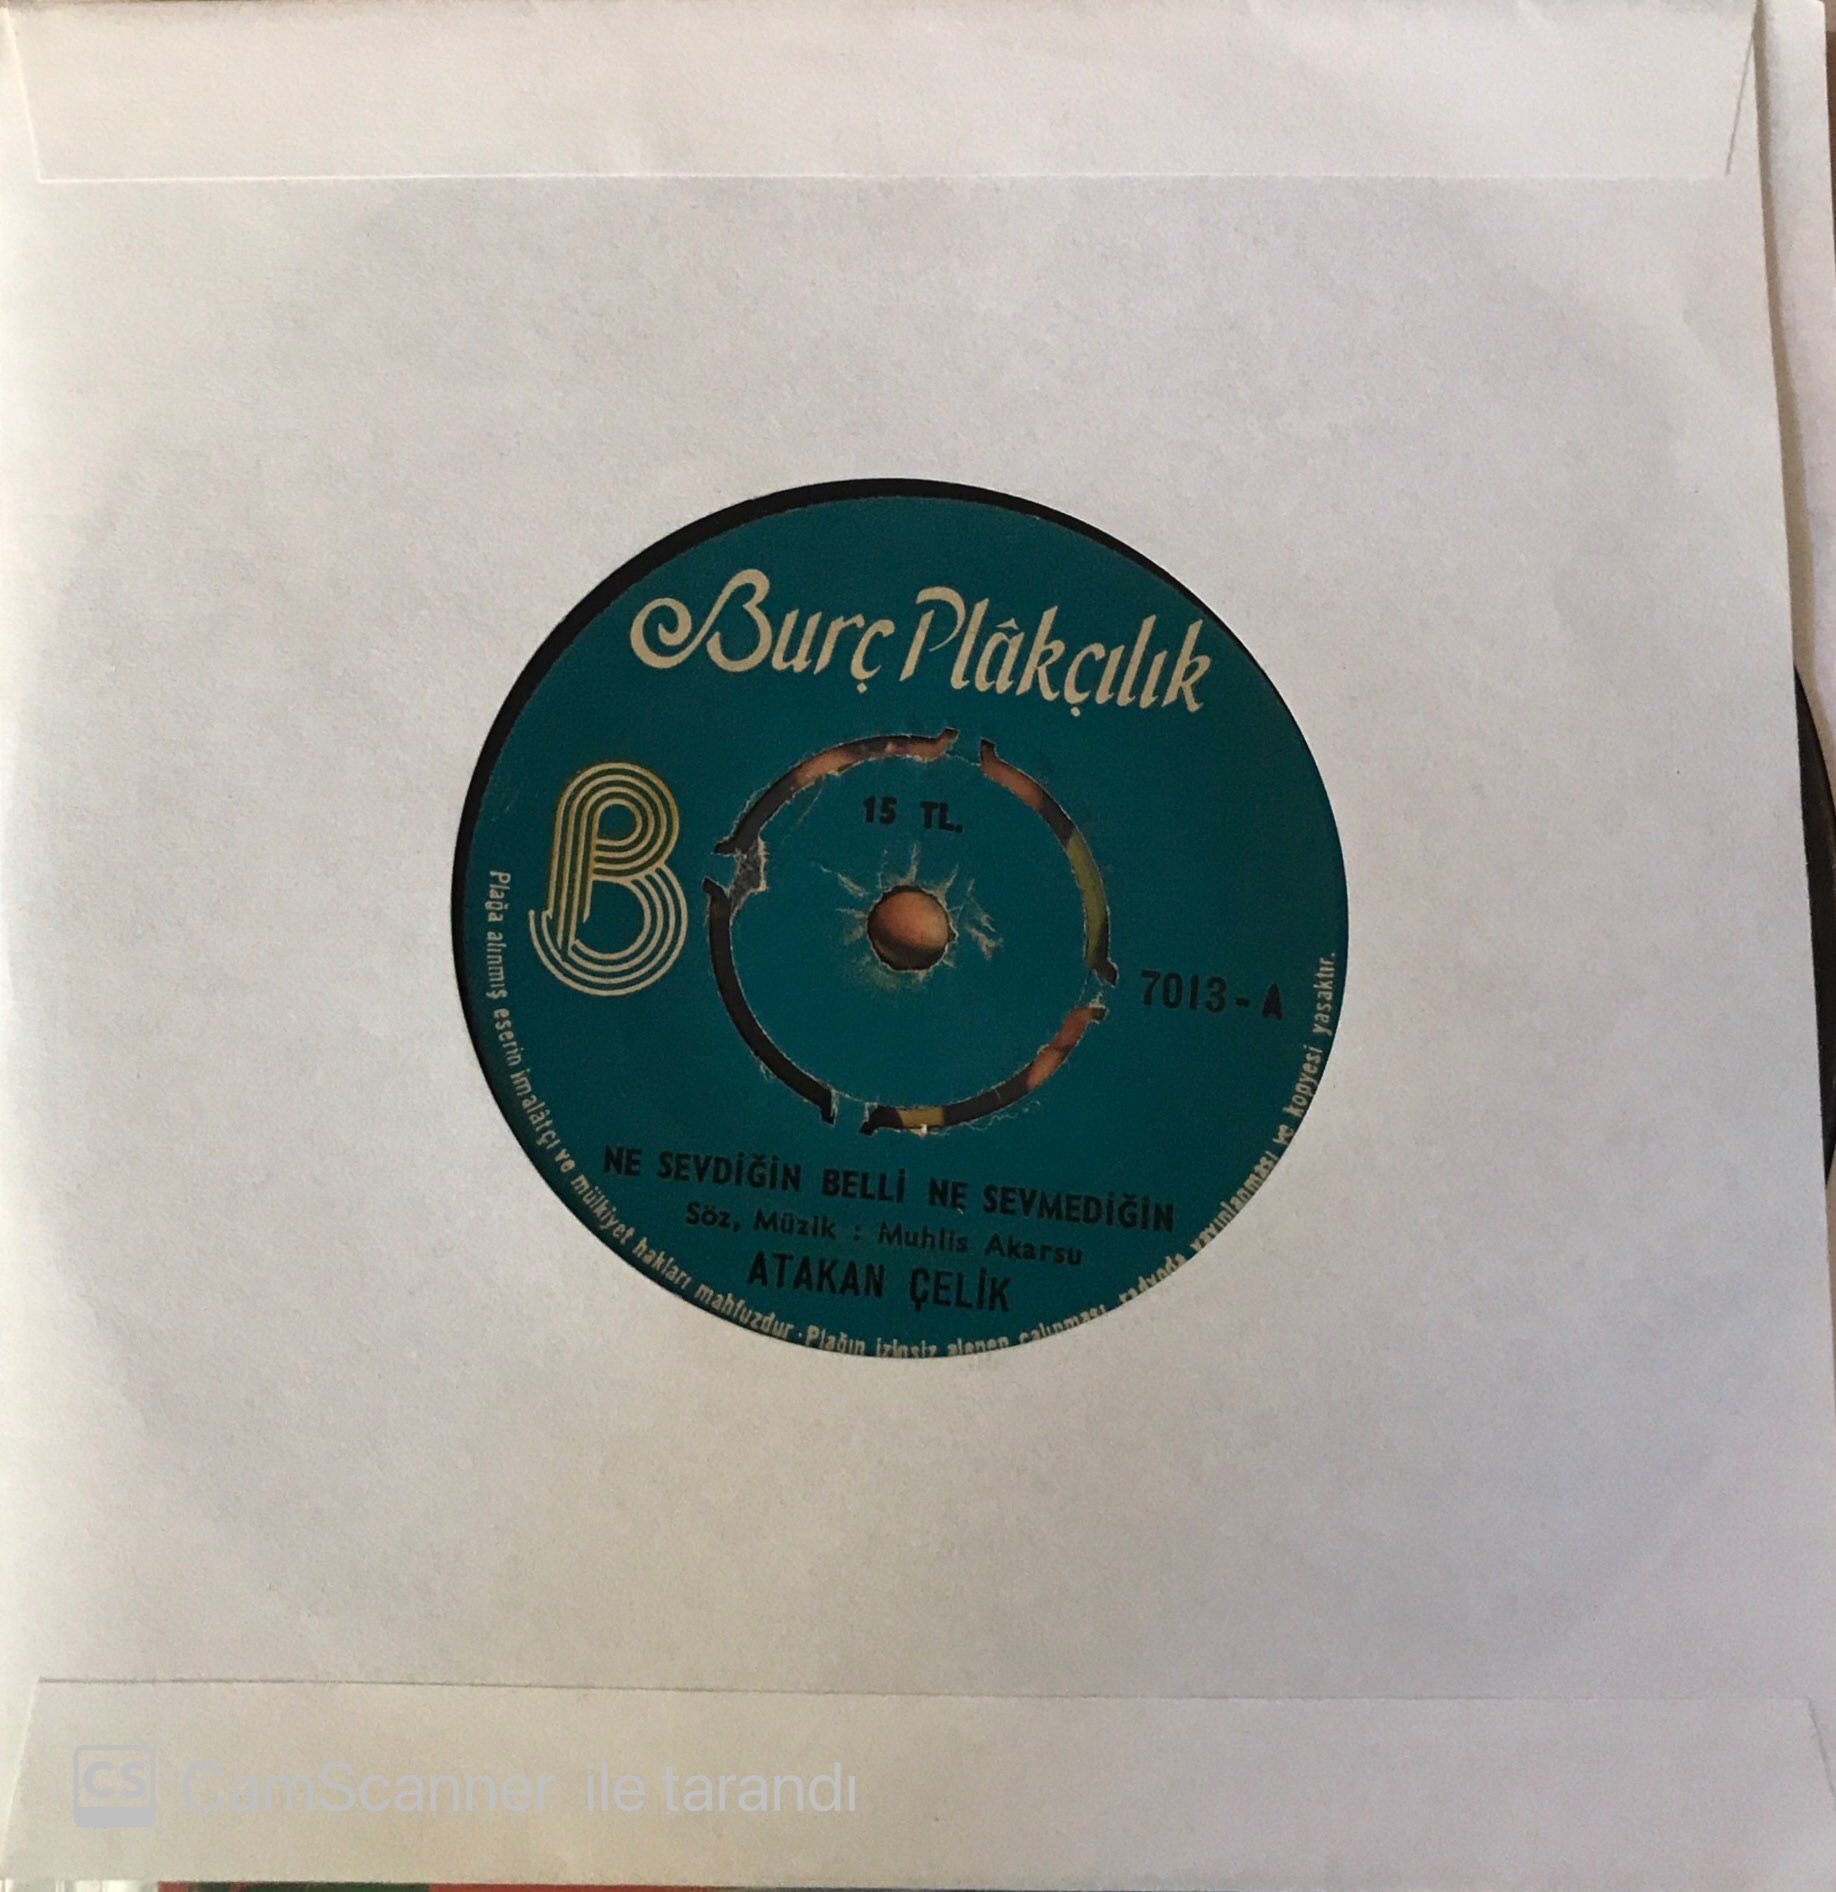 Burç Plâkçılık
B
15 TL.
7013-A
NE SEVDİĞİN BELLİ NE SEVMEDİĞİN
Söz, Müzik : Muhlis Akarsu
ATAKAN ÇELİK
Plağa alınmış eserin imalâtçı ve mülkiyet hakları mahfuzdur. Plağın izinsiz alenen çalınması, radyoda yayınlanması ve kopyesi yasaktır.
CS CamScanner ile tarandı